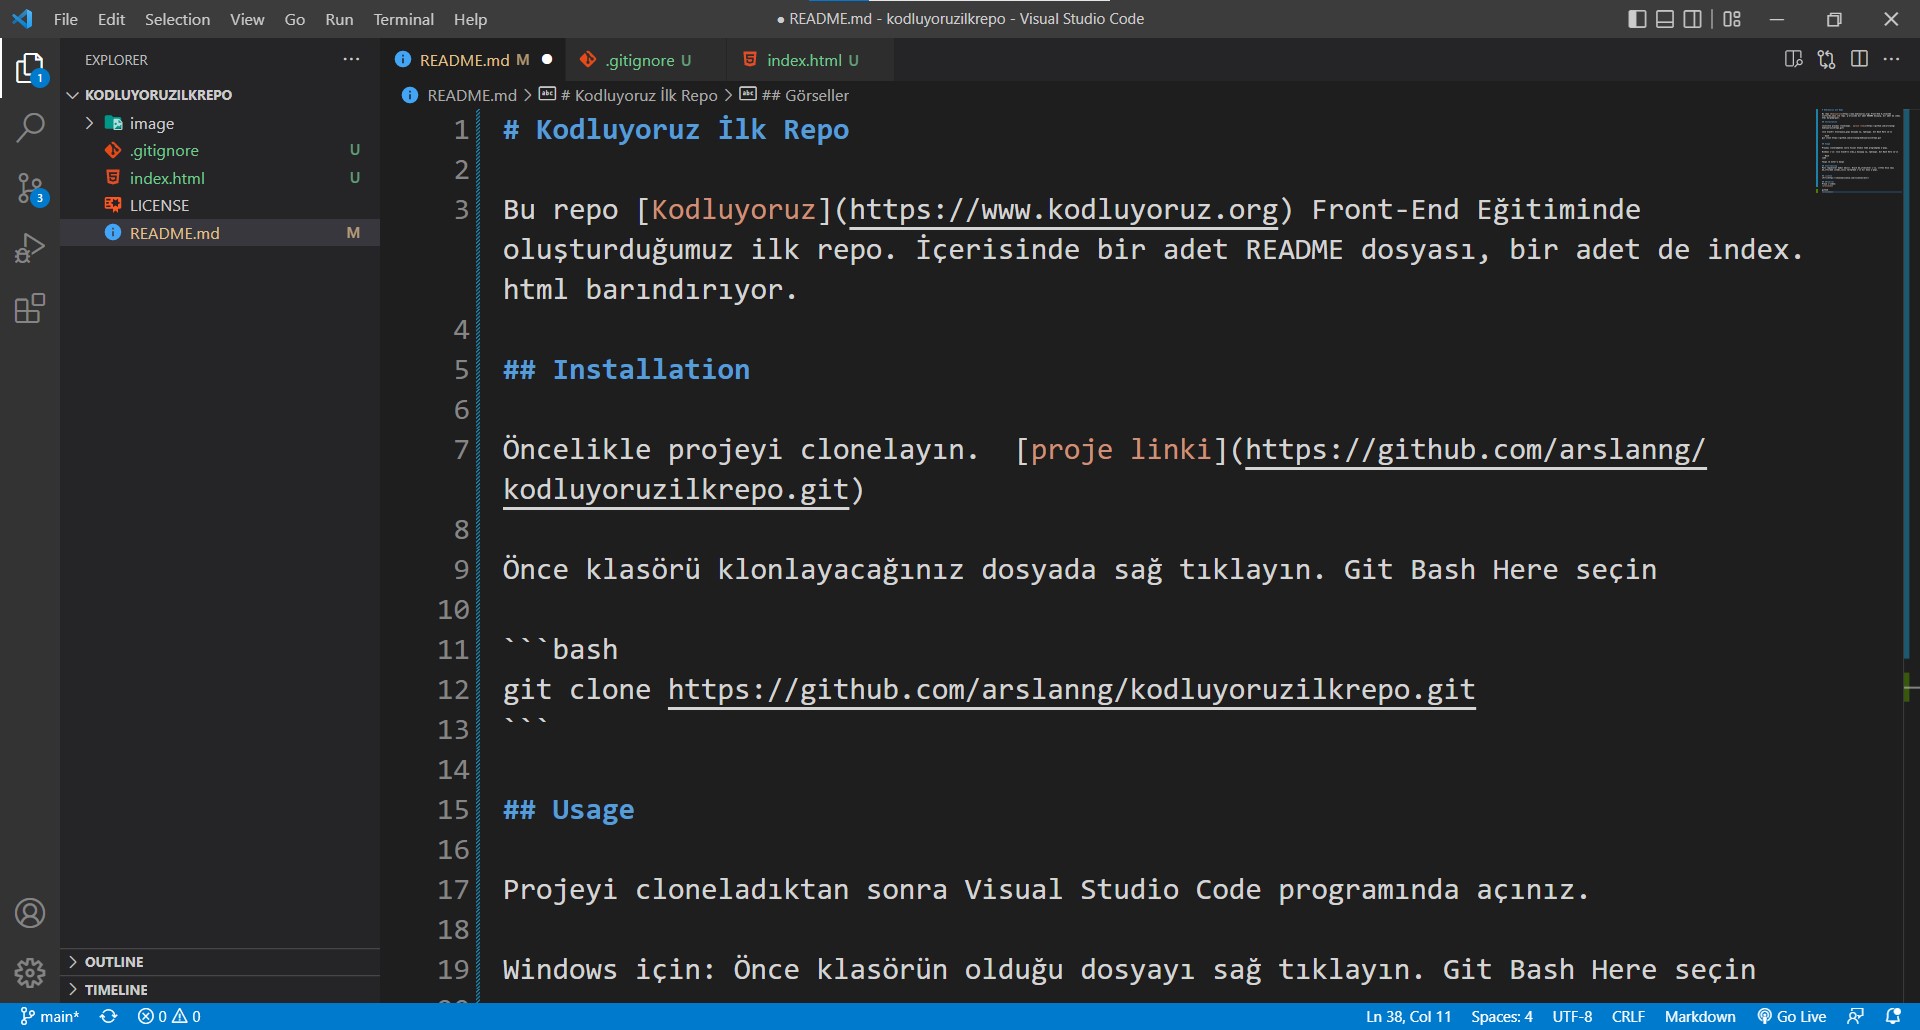 File Edit Selection View Go Run Terminal Help
● README.md - kodluyoruzilkrepo - Visual Studio Code
EXPLORER
KODLUYORUZILKREPO
image
.gitignore U
index.html U
LICENSE
README.md M
1
3
README.md M
.gitignore U
index.html U
README.md > # Kodluyoruz İlk Repo > ## Görseller
1 # Kodluyoruz İlk Repo
2
3 Bu repo [Kodluyoruz](https://www.kodluyoruz.org) Front-End Eğitiminde
oluşturduğumuz ilk repo. İçerisinde bir adet README dosyası, bir adet de index.
html barındırıyor.
4
5 ## Installation
6
7 Öncelikle projeyi clonelayın.  [proje linki](https://github.com/arslanng/
kodluyoruzilkrepo.git)
8
9 Önce klasörü klonlayacağınız dosyada sağ tıklayın. Git Bash Here seçin
10
11 ```bash
12 git clone https://github.com/arslanng/kodluyoruzilkrepo.git
13 ```
14
15 ## Usage
16
17 Projeyi cloneladıktan sonra Visual Studio Code programında açınız.
18
19 Windows için: Önce klasörün olduğu dosyayı sağ tıklayın. Git Bash Here seçin
OUTLINE
TIMELINE
main* 0 0
Ln 38, Col 11 Spaces: 4 UTF-8 CRLF Markdown Go Live